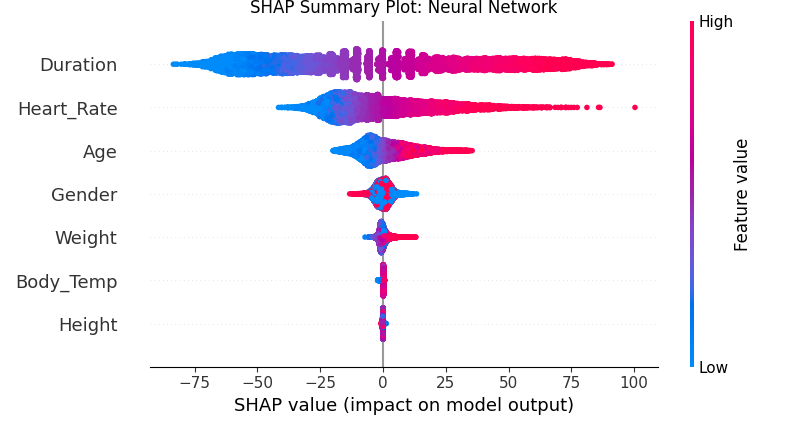 SHAP Summary Plot: Neural Network
High
Duration
Heart_Rate
Age
Gender
Weight
Body_Temp
Height
Feature value
Low
−75 −50 −25 0 25 50 75 100
SHAP value (impact on model output)